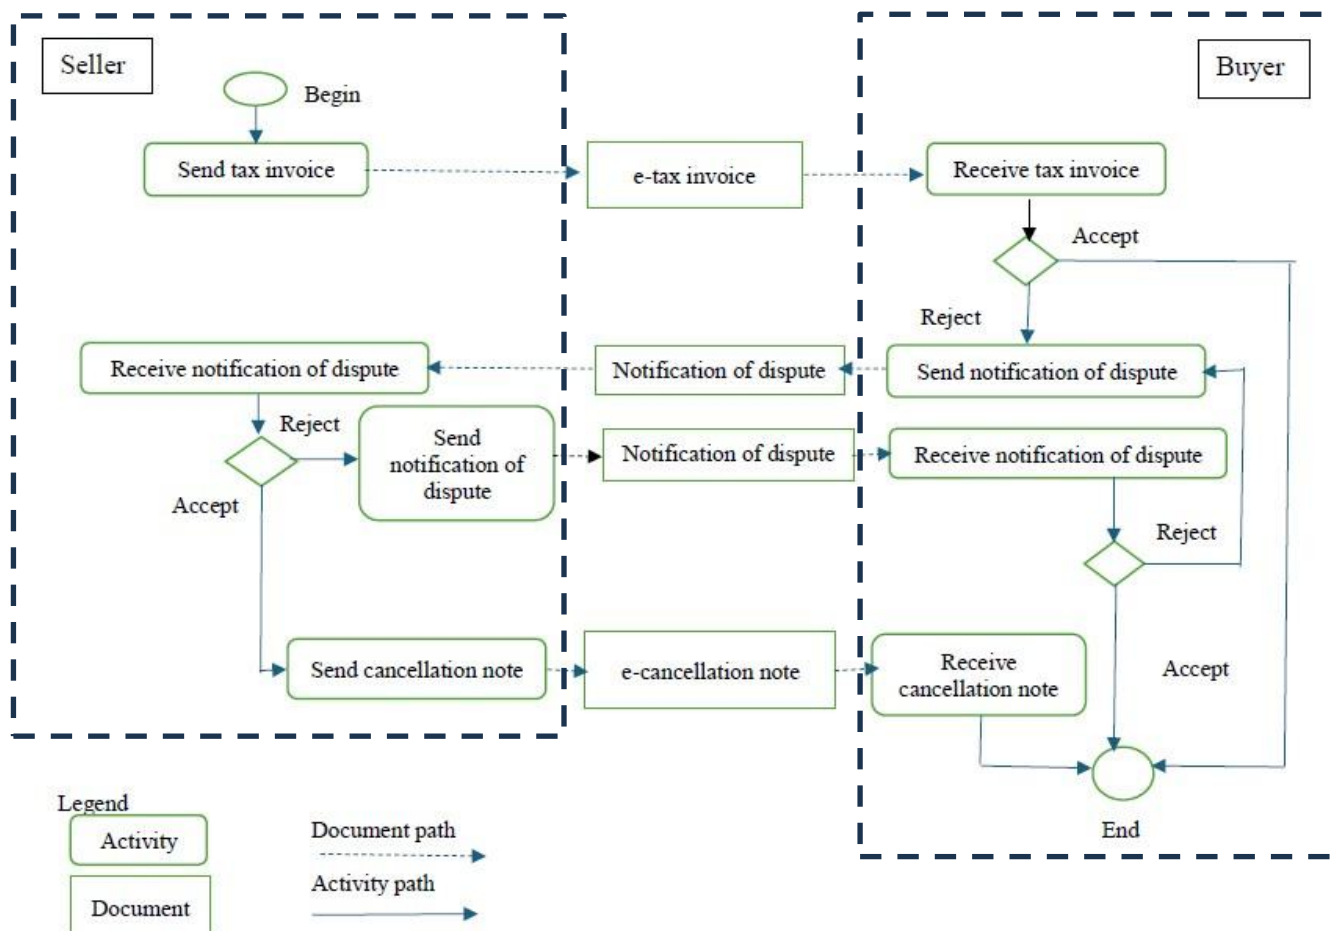 Seller
Buyer
Begin
Send tax invoice
e-tax invoice
Receive tax invoice
Accept
Reject
Receive notification of dispute
Notification of dispute
Send notification of dispute
Reject
Send
notification of
dispute
Notification of dispute
Receive notification of dispute
Accept
Reject
Send cancellation note
e-cancellation note
Receive
cancellation note
Accept
End
Legend
Activity
Document path
Activity path
Document